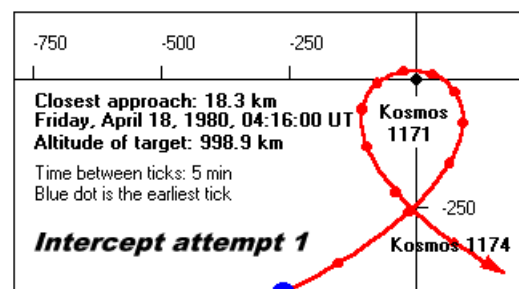 -750 -500 -250
Closest approach: 18.3 km
Friday, April 18, 1980, 04:16:00 UT
Altitude of target: 998.9 km
Kosmos
1171
Time between ticks: 5 min
Blue dot is the earliest tick
-250
Intercept attempt 1
Kosmos 1174